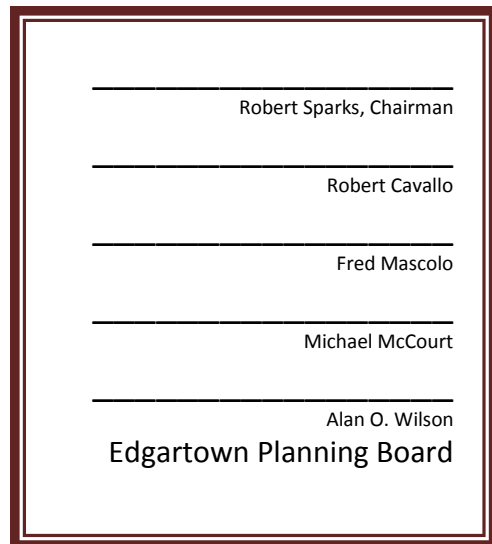 Robert Sparks, Chairman
Robert Cavallo
Fred Mascolo
Michael McCourt
Alan O. Wilson
Edgartown Planning Board